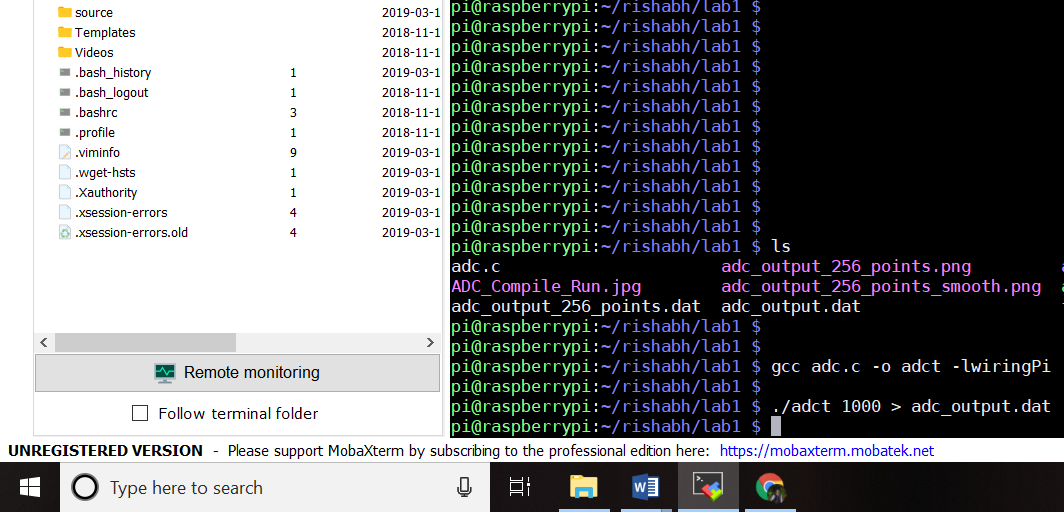 source 2019-03-1
Templates 2018-11-1
Videos 2018-11-1
.bash_history 1 2019-03-1
.bash_logout 1 2018-11-1
.bashrc 3 2018-11-1
.profile 1 2018-11-1
.viminfo 9 2019-03-1
.wget-hsts 1 2019-03-1
.Xauthority 1 2019-03-1
.xsession-errors 4 2019-03-1
.xsession-errors.old 4 2019-03-1
Remote monitoring
Follow terminal folder
pi@raspberrypi:~/rishabh/lab1 $
pi@raspberrypi:~/rishabh/lab1 $
pi@raspberrypi:~/rishabh/lab1 $
pi@raspberrypi:~/rishabh/lab1 $
pi@raspberrypi:~/rishabh/lab1 $
pi@raspberrypi:~/rishabh/lab1 $
pi@raspberrypi:~/rishabh/lab1 $
pi@raspberrypi:~/rishabh/lab1 $
pi@raspberrypi:~/rishabh/lab1 $
pi@raspberrypi:~/rishabh/lab1 $
pi@raspberrypi:~/rishabh/lab1 $
pi@raspberrypi:~/rishabh/lab1 $
pi@raspberrypi:~/rishabh/lab1 $ ls
adc.c adc_output_256_points.png
ADC_Compile_Run.jpg adc_output_256_points_smooth.png
adc_output_256_points.dat adc_output.dat
pi@raspberrypi:~/rishabh/lab1 $
pi@raspberrypi:~/rishabh/lab1 $
pi@raspberrypi:~/rishabh/lab1 $ gcc adc.c -o adct -lwiringPi
pi@raspberrypi:~/rishabh/lab1 $
pi@raspberrypi:~/rishabh/lab1 $ ./adct 1000 > adc_output.dat
pi@raspberrypi:~/rishabh/lab1 $
UNREGISTERED VERSION - Please support MobaXterm by subscribing to the professional edition here: https://mobaxterm.mobatek.net
Type here to search